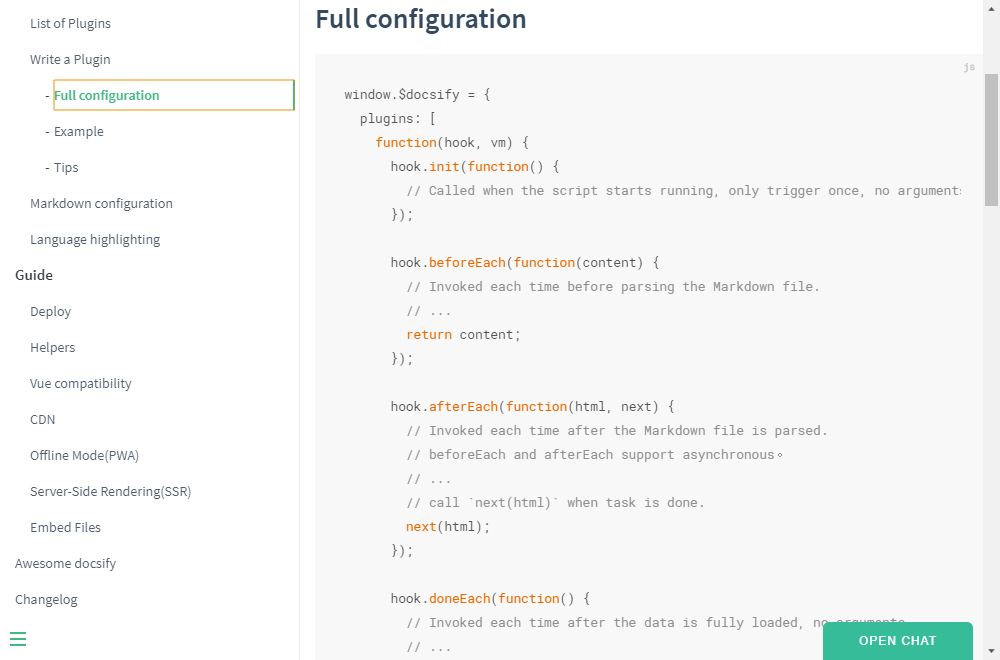 List of Plugins
Write a Plugin
- Full configuration
- Example
- Tips
Markdown configuration
Language highlighting
Guide
Deploy
Helpers
Vue compatibility
CDN
Offline Mode(PWA)
Server-Side Rendering(SSR)
Embed Files
Awesome docsify
Changelog
Full configuration
js
window.$docsify = {
  plugins: [
    function(hook, vm) {
      hook.init(function() {
        // Called when the script starts running, only trigger once, no arguments
      });

      hook.beforeEach(function(content) {
        // Invoked each time before parsing the Markdown file.
        // ...
        return content;
      });

      hook.afterEach(function(html, next) {
        // Invoked each time after the Markdown file is parsed.
        // beforeEach and afterEach support asynchronous。
        // ...
        // call `next(html)` when task is done.
        next(html);
      });

      hook.doneEach(function() {
        // Invoked each time after the data is fully loaded, no arguments
        // ...
OPEN CHAT